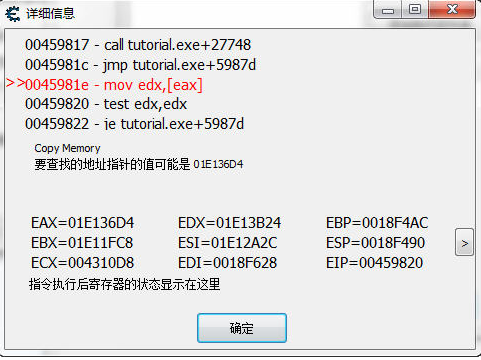 详细信息
00459817 - call tutorial.exe+27748
0045981c - jmp tutorial.exe+5987d
>>0045981e - mov edx,[eax]
00459820 - test edx,edx
00459822 - je tutorial.exe+5987d
Copy Memory
要查找的地址指针的值可能是 01E136D4
EAX=01E136D4 EDX=01E13B24 EBP=0018F4AC
EBX=01E11FC8 ESI=01E12A2C ESP=0018F490
ECX=004310D8 EDI=0018F628 EIP=00459820
>
指令执行后寄存器的状态显示在这里
确定